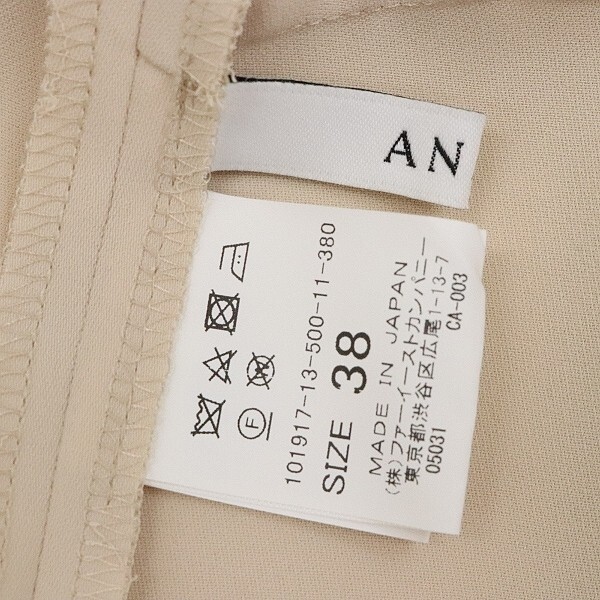 AN
101917-13-500-11-380
SIZE 38
MADE IN JAPAN
(株)ファーイーストカンパニー
東京都渋谷区広尾1-13-7
05031 CA-003